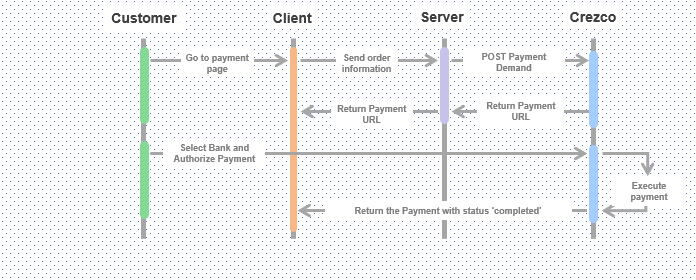 Customer
Client
Server
Crezco
Go to payment
page
Send order
information
POST Payment
Demand
Return Payment
URL
Return Payment
URL
Select Bank and
Authorize Payment
Execute
payment
Return the Payment with status 'completed'